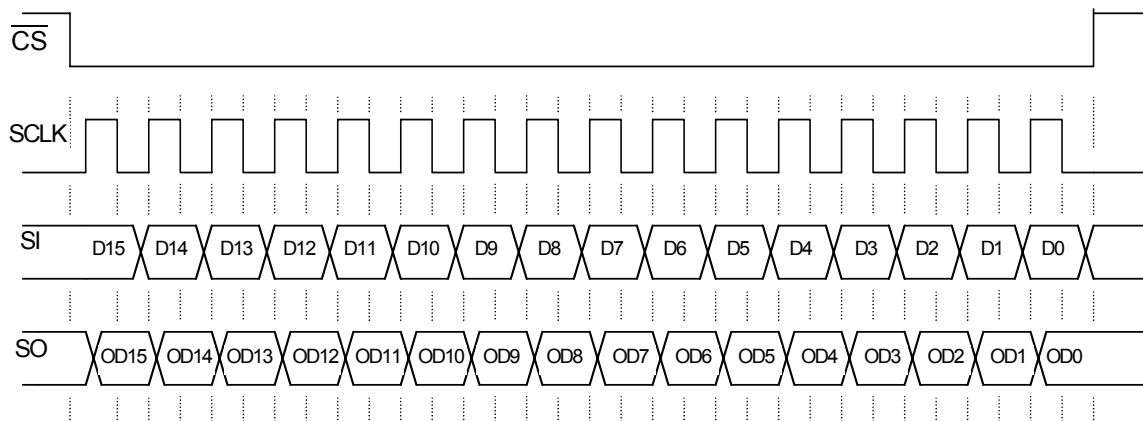 CS
SCLK
SI D15 D14 D13 D12 D11 D10 D9 D8 D7 D6 D5 D4 D3 D2 D1 D0
SO OD15 OD14 OD13 OD12 OD11 OD10 OD9 OD8 OD7 OD6 OD5 OD4 OD3 OD2 OD1 OD0